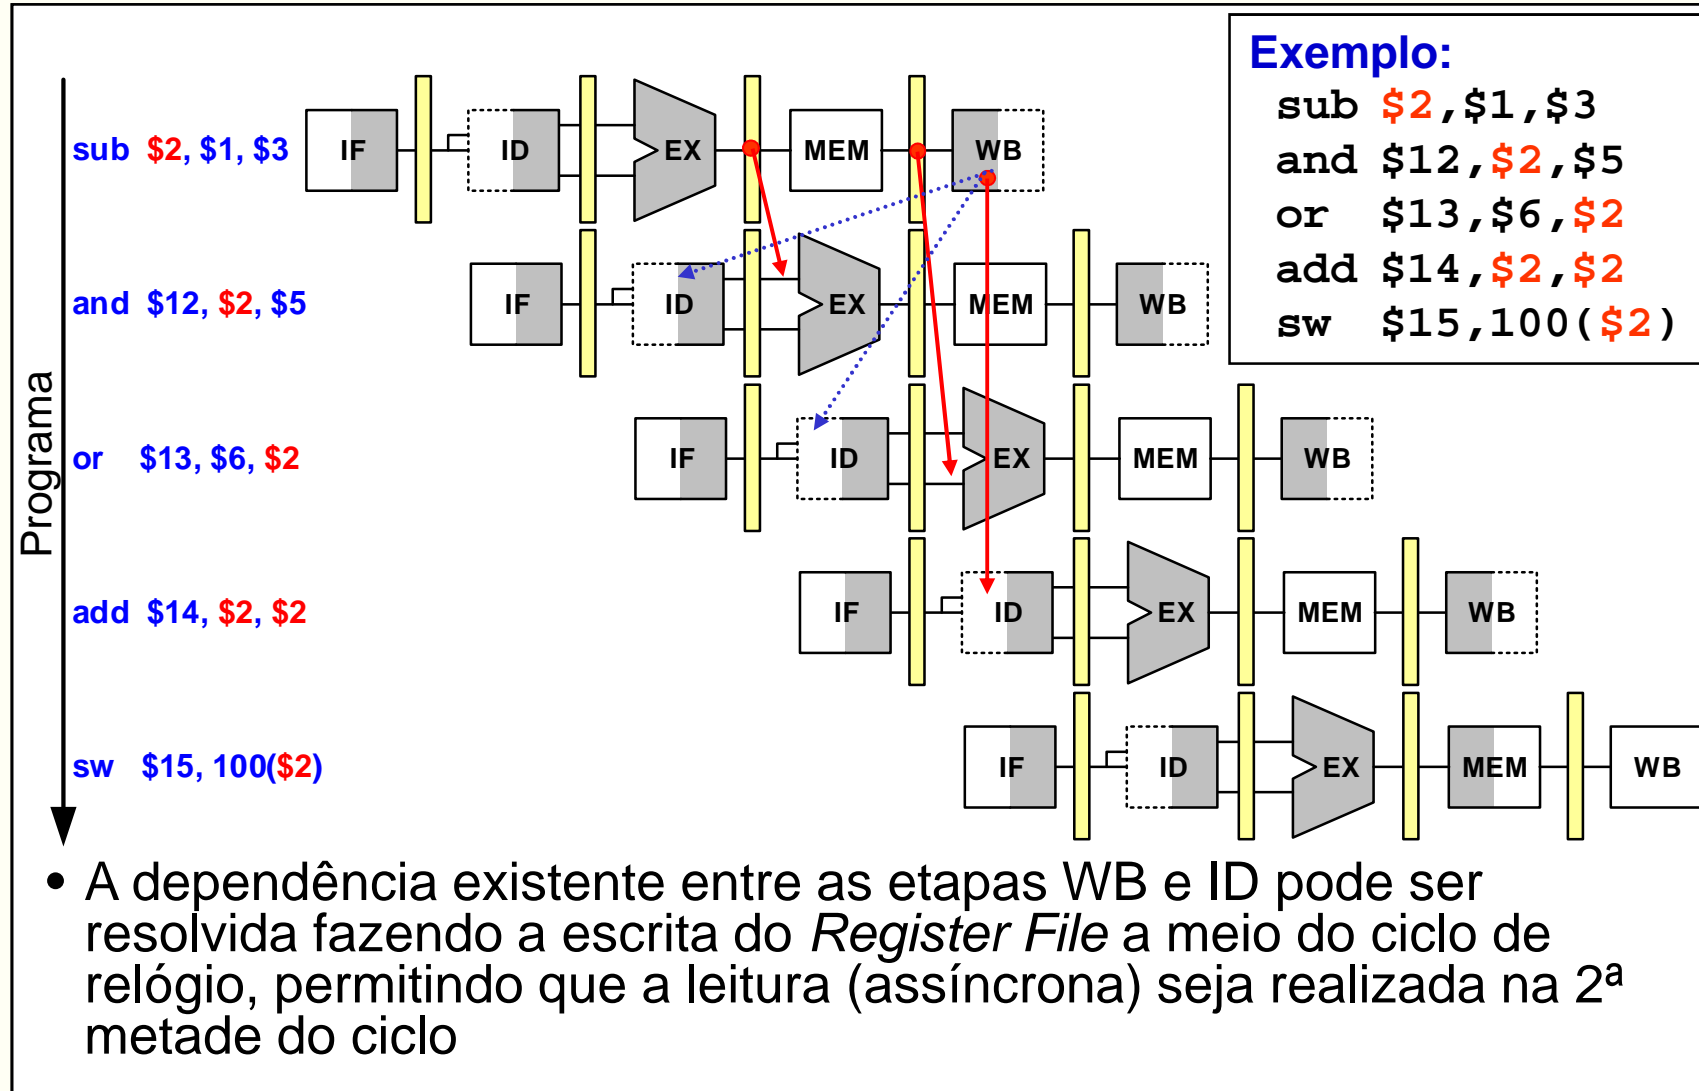 Exemplo:
sub $2,$1,$3
and $12,$2,$5
or $13,$6,$2
add $14,$2,$2
sw $15,100($2)
Programa
sub $2, $1, $3
IF ID EX MEM WB
and $12, $2, $5
IF ID EX MEM WB
or $13, $6, $2
IF ID EX MEM WB
add $14, $2, $2
IF ID EX MEM WB
sw $15, 100($2)
IF ID EX MEM WB
• A dependência existente entre as etapas WB e ID pode ser
resolvida fazendo a escrita do Register File a meio do ciclo de
relógio, permitindo que a leitura (assíncrona) seja realizada na 2ª
metade do ciclo